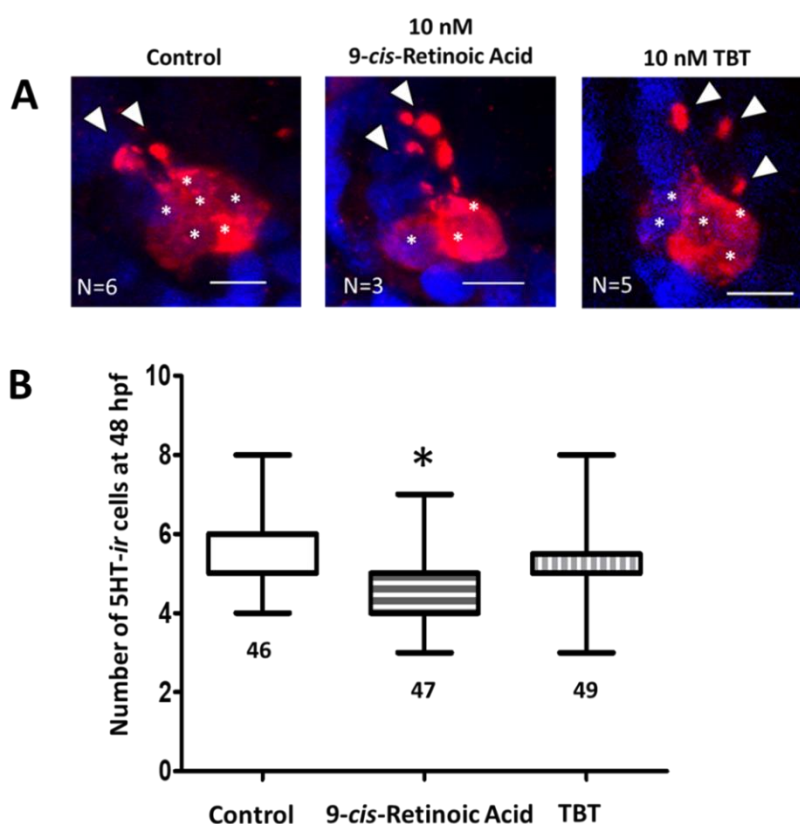 10 nM
Control
9-cis-Retinoic Acid
10 nM TBT
A
* * * * * *
* * *
* * * * *
N=6
N=3
N=5
B
Number of 5HT-ir cells at 48 hpf
10
8
6
4
2
0
*
46
47
49
Control
9-cis-Retinoic Acid
TBT